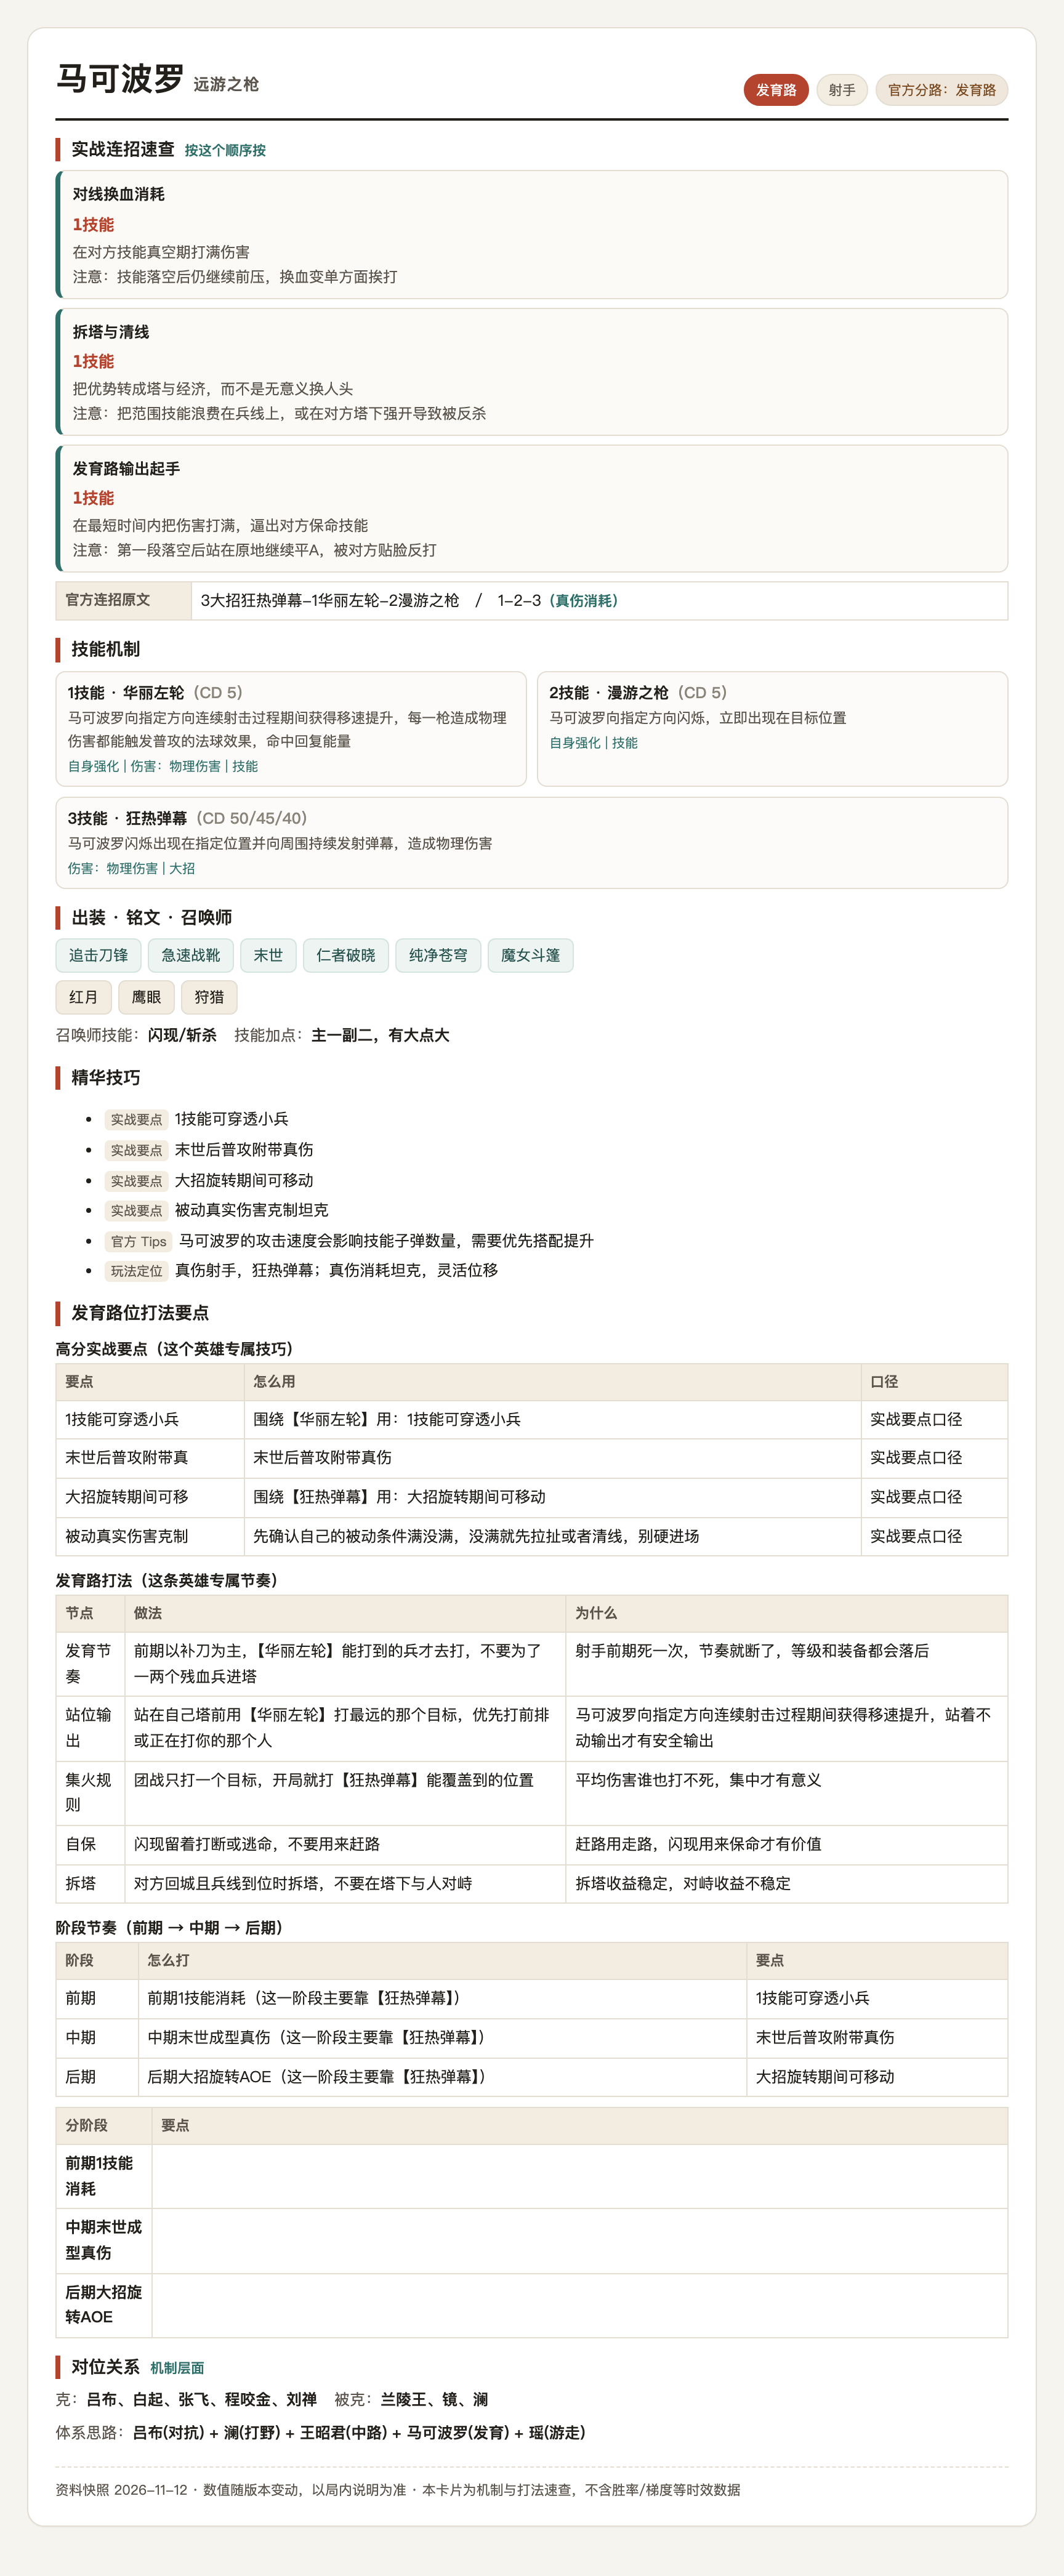 马可波罗 远游之枪
发育路 射手 官方分路：发育路
实战连招速查 按这个顺序按
对线换血消耗
1技能
在对方技能真空期打满伤害
注意：技能落空后仍继续前压，换血变单方面挨打
拆塔与清线
1技能
把优势转成塔与经济，而不是无意义换人头
注意：把范围技能浪费在兵线上，或在对方塔下强开导致被反杀
发育路输出起手
1技能
在最短时间内把伤害打满，逼出对方保命技能
注意：第一段落空后站在原地继续平A，被对方贴脸反打
官方连招原文 3大招狂热弹幕-1华丽左轮-2漫游之枪 / 1-2-3（真伤消耗）
技能机制
1技能 · 华丽左轮（CD 5）
马可波罗向指定方向连续射击过程期间获得移速提升，每一枪造成物理
伤害都能触发普攻的法球效果，命中回复能量
自身强化 | 伤害：物理伤害 | 技能
2技能 · 漫游之枪（CD 5）
马可波罗向指定方向闪烁，立即出现在目标位置
自身强化 | 技能
3技能 · 狂热弹幕（CD 50/45/40）
马可波罗闪烁出现在指定位置并向周围持续发射弹幕，造成物理伤害
伤害：物理伤害 | 大招
出装 · 铭文 · 召唤师
追击刀锋 急速战靴 末世 仁者破晓 纯净苍穹 魔女斗篷
红月 鹰眼 狩猎
召唤师技能：闪现/斩杀 技能加点：主一副二，有大点大
精华技巧
• 实战要点 1技能可穿透小兵
• 实战要点 末世后普攻附带真伤
• 实战要点 大招旋转期间可移动
• 实战要点 被动真实伤害克制坦克
• 官方 Tips 马可波罗的攻击速度会影响技能子弹数量，需要优先搭配提升
• 玩法定位 真伤射手，狂热弹幕；真伤消耗坦克，灵活位移
发育路位打法要点
高分实战要点（这个英雄专属技巧）
要点 怎么用 口径
1技能可穿透小兵 围绕【华丽左轮】用：1技能可穿透小兵 实战要点口径
末世后普攻附带真 末世后普攻附带真伤 实战要点口径
大招旋转期间可移 围绕【狂热弹幕】用：大招旋转期间可移动 实战要点口径
被动真实伤害克制 先确认自己的被动条件满没满，没满就先拉扯或者清线，别硬进场 实战要点口径
发育路打法（这条英雄专属节奏）
节点 做法 为什么
发育节
奏
前期以补刀为主，【华丽左轮】能打到的兵才去打，不要为了
一两个残血兵进塔
射手前期死一次，节奏就断了，等级和装备都会落后
站位输
出
站在自己塔前用【华丽左轮】打最远的那个目标，优先打前排
或正在打你的那个人
马可波罗向指定方向连续射击过程期间获得移速提升，站着不
动输出才有安全输出
集火规
则
团战只打一个目标，开局就打【狂热弹幕】能覆盖到的位置
平均伤害谁也打不死，集中才有意义
自保 闪现留着打断或逃命，不要用来赶路 赶路用走路，闪现用来保命才有价值
拆塔 对方回城且兵线到位时拆塔，不要在塔下与人对峙 拆塔收益稳定，对峙收益不稳定
阶段节奏（前期 → 中期 → 后期）
阶段 怎么打 要点
前期 前期1技能消耗（这一阶段主要靠【狂热弹幕】） 1技能可穿透小兵
中期 中期末世成型真伤（这一阶段主要靠【狂热弹幕】） 末世后普攻附带真伤
后期 后期大招旋转AOE（这一阶段主要靠【狂热弹幕】） 大招旋转期间可移动
分阶段 要点
前期1技能
消耗
中期末世成
型真伤
后期大招旋
转AOE
对位关系 机制层面
克：吕布、白起、张飞、程咬金、刘禅 被克：兰陵王、镜、澜
体系思路：吕布(对抗) + 澜(打野) + 王昭君(中路) + 马可波罗(发育) + 瑶(游走)
资料快照 2026-11-12 · 数值随版本变动，以局内说明为准 · 本卡片为机制与打法速查，不含胜率/梯度等时效数据